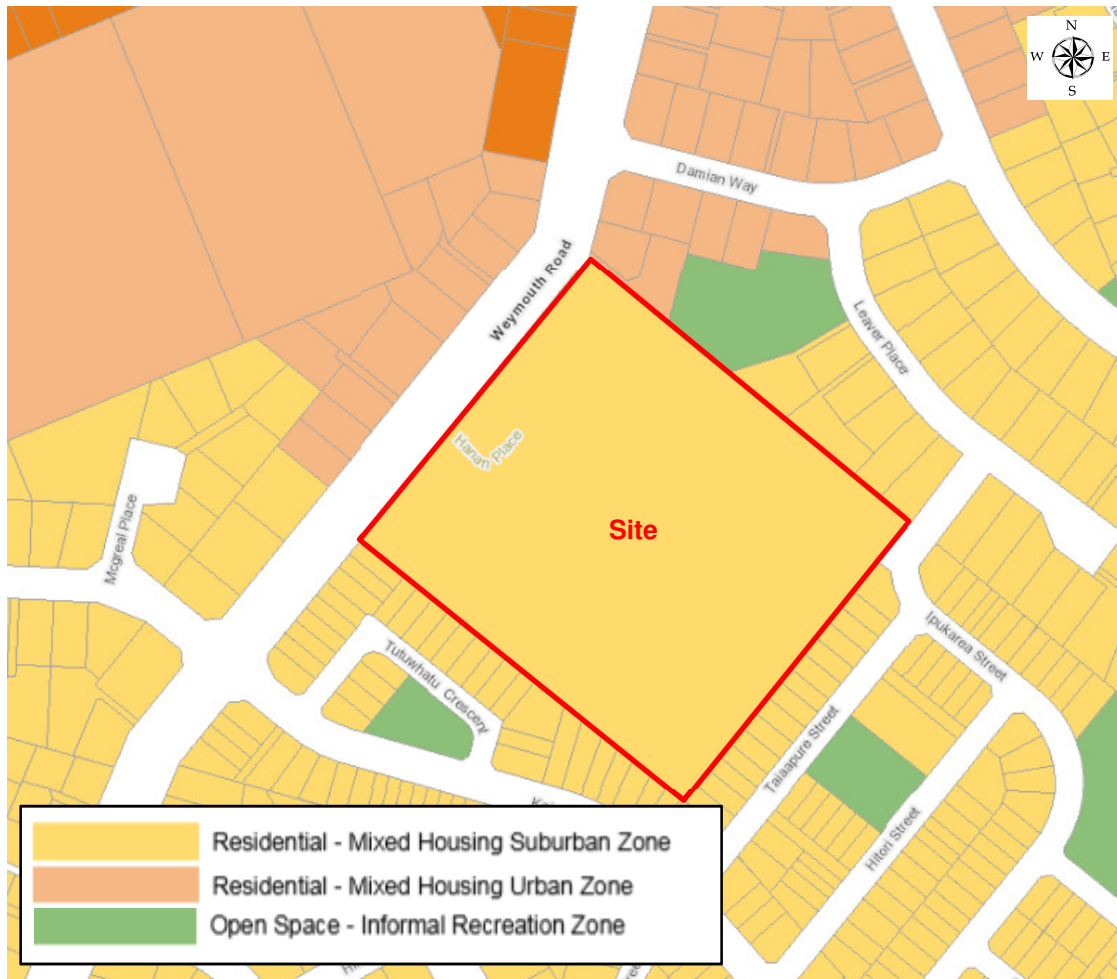 N
W E
S
Damian Way
Weymouth Road
Leaver Place
Hanan Place
Site
Mcgreal Place
Tutuwhatu Crescent
Ipukarea Street
Taiaapure Street
Hitori Street
Residential - Mixed Housing Suburban Zone
Residential - Mixed Housing Urban Zone
Open Space - Informal Recreation Zone